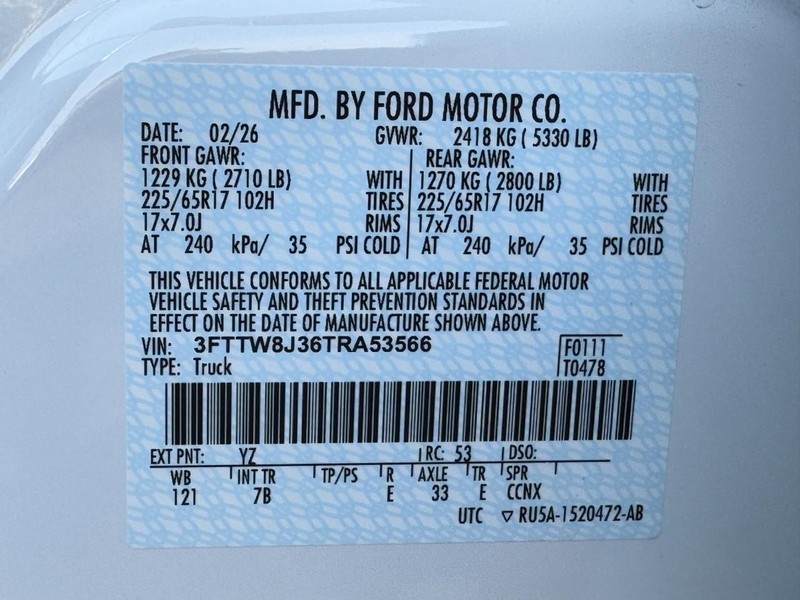 MFD. BY FORD MOTOR CO.
DATE: 02/26 GVWR: 2418 KG ( 5330 LB)
FRONT GAWR: REAR GAWR:
1229 KG ( 2710 LB) WITH 1270 KG ( 2800 LB) WITH
225/65R17 102H TIRES 225/65R17 102H TIRES
17x7.0J RIMS 17x7.0J RIMS
AT 240 kPa/ 35 PSI COLD AT 240 kPa/ 35 PSI COLD
THIS VEHICLE CONFORMS TO ALL APPLICABLE FEDERAL MOTOR
VEHICLE SAFETY AND THEFT PREVENTION STANDARDS IN
EFFECT ON THE DATE OF MANUFACTURE SHOWN ABOVE.
VIN: 3FTTW8J36TRA53566 F0111
TYPE: Truck T0478
EXT PNT: YZ RC: 53 DSO:
WB INT TR TP/PS R AXLE TR SPR
121 7B E 33 E CCNX
UTC ▽ RU5A-1520472-AB